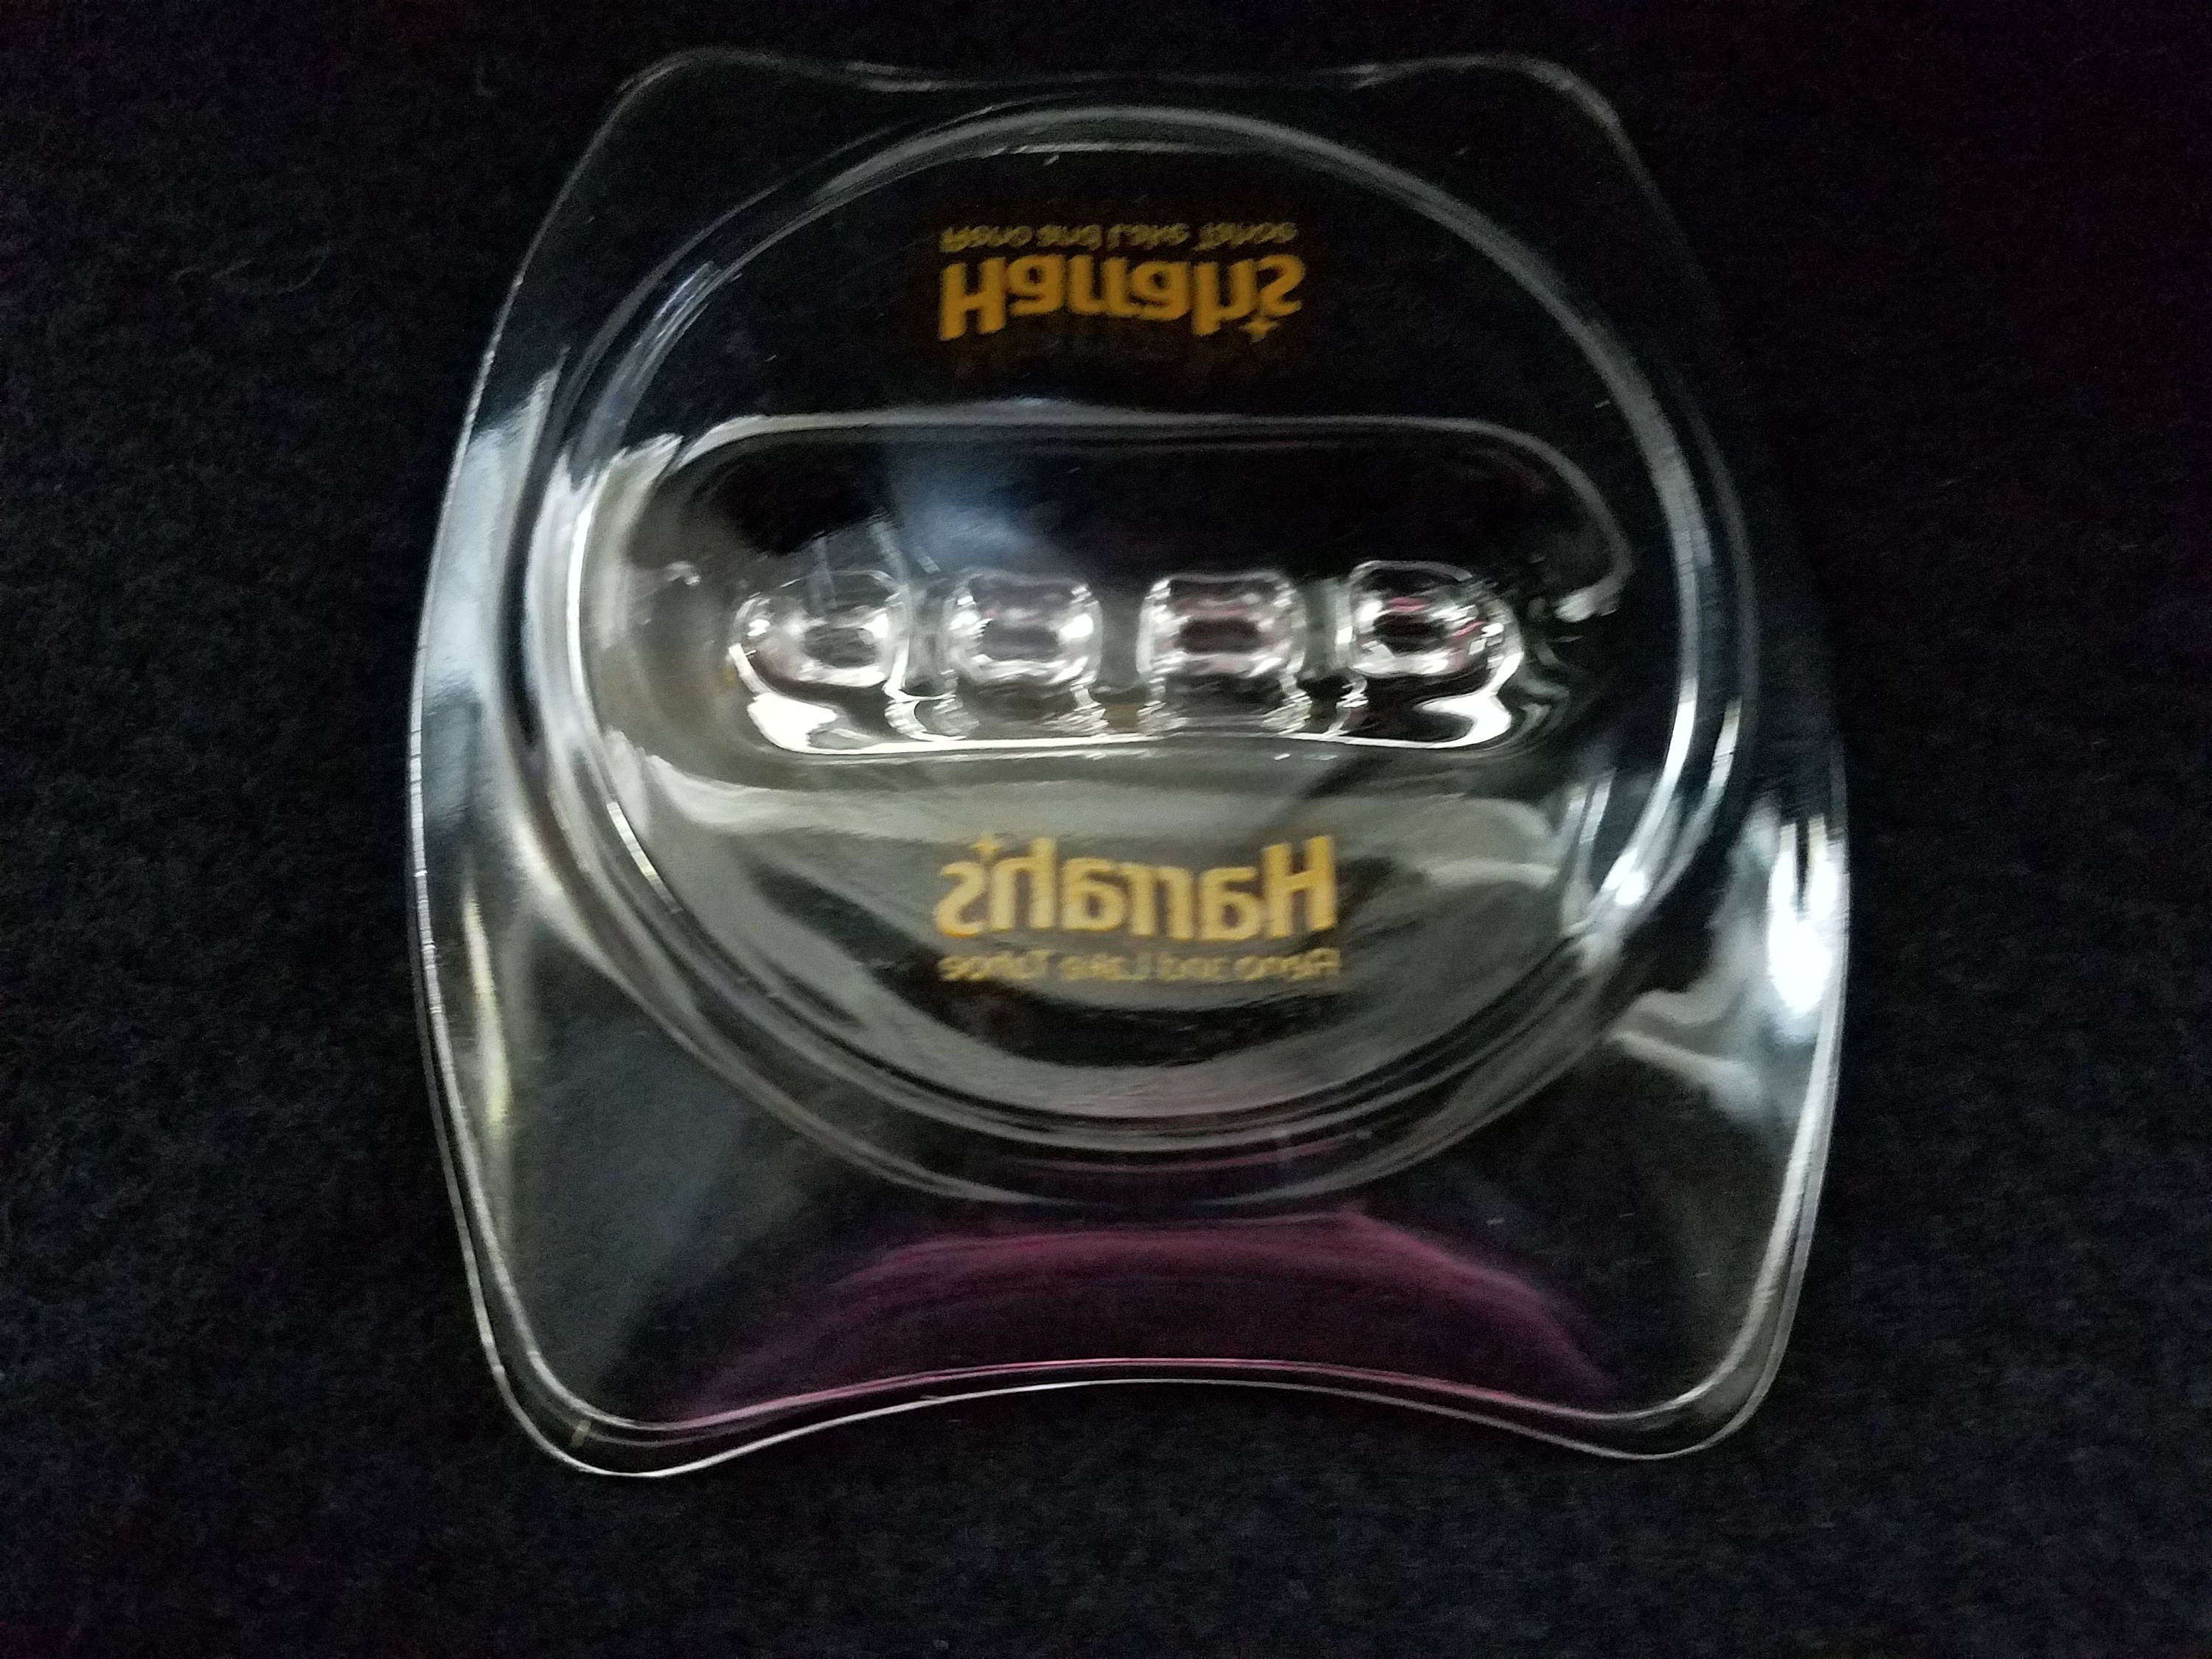 Reno and Lake Tahoe
Harrah's
Harrah's
Reno and Lake Tahoe